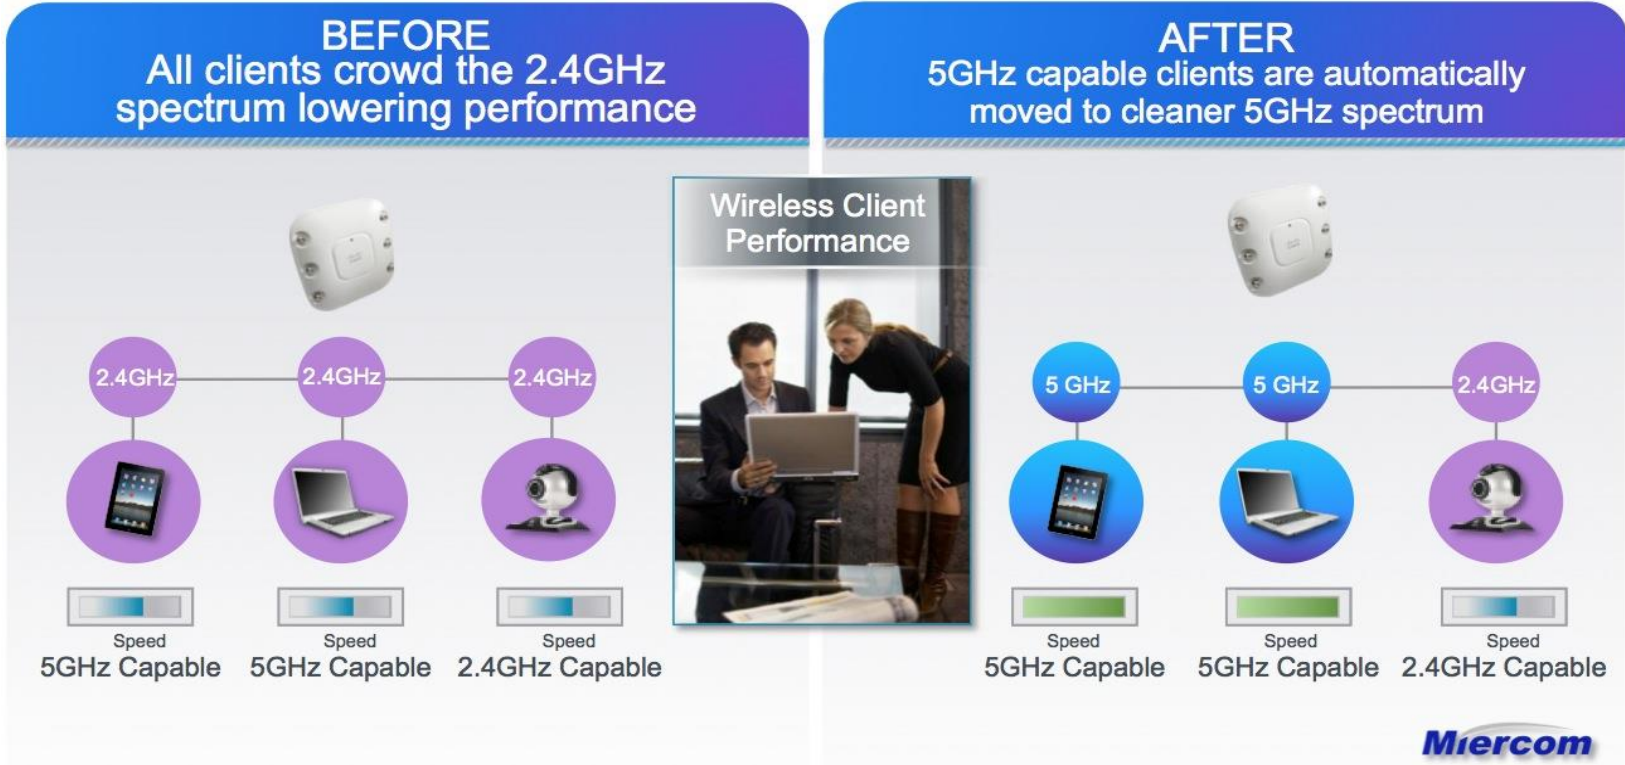 BEFORE
All clients crowd the 2.4GHz
spectrum lowering performance
AFTER
5GHz capable clients are automatically
moved to cleaner 5GHz spectrum
Wireless Client
Performance
2.4GHz
2.4GHz
2.4GHz
Speed
5GHz Capable
Speed
5GHz Capable
Speed
2.4GHz Capable
5 GHz
5 GHz
2.4GHz
Speed
5GHz Capable
Speed
5GHz Capable
Speed
2.4GHz Capable
Miercom